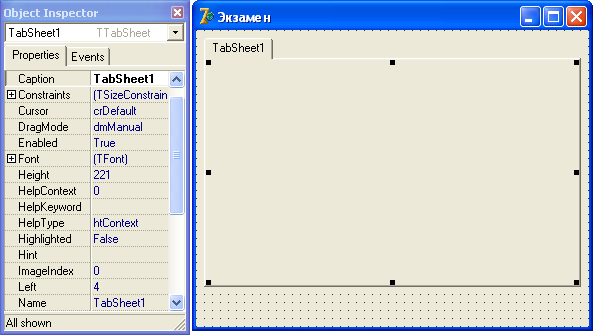 Object Inspector
TabSheet1 TTabSheet
Properties Events
Caption TabSheet1
Constraints (TSizeConstrain
Cursor crDefault
DragMode dmManual
Enabled True
Font (TFont)
Height 221
HelpContext 0
HelpKeyword
HelpType htContext
Highlighted False
Hint
ImageIndex 0
Left 4
Name TabSheet1
All shown
Экзамен
TabSheet1